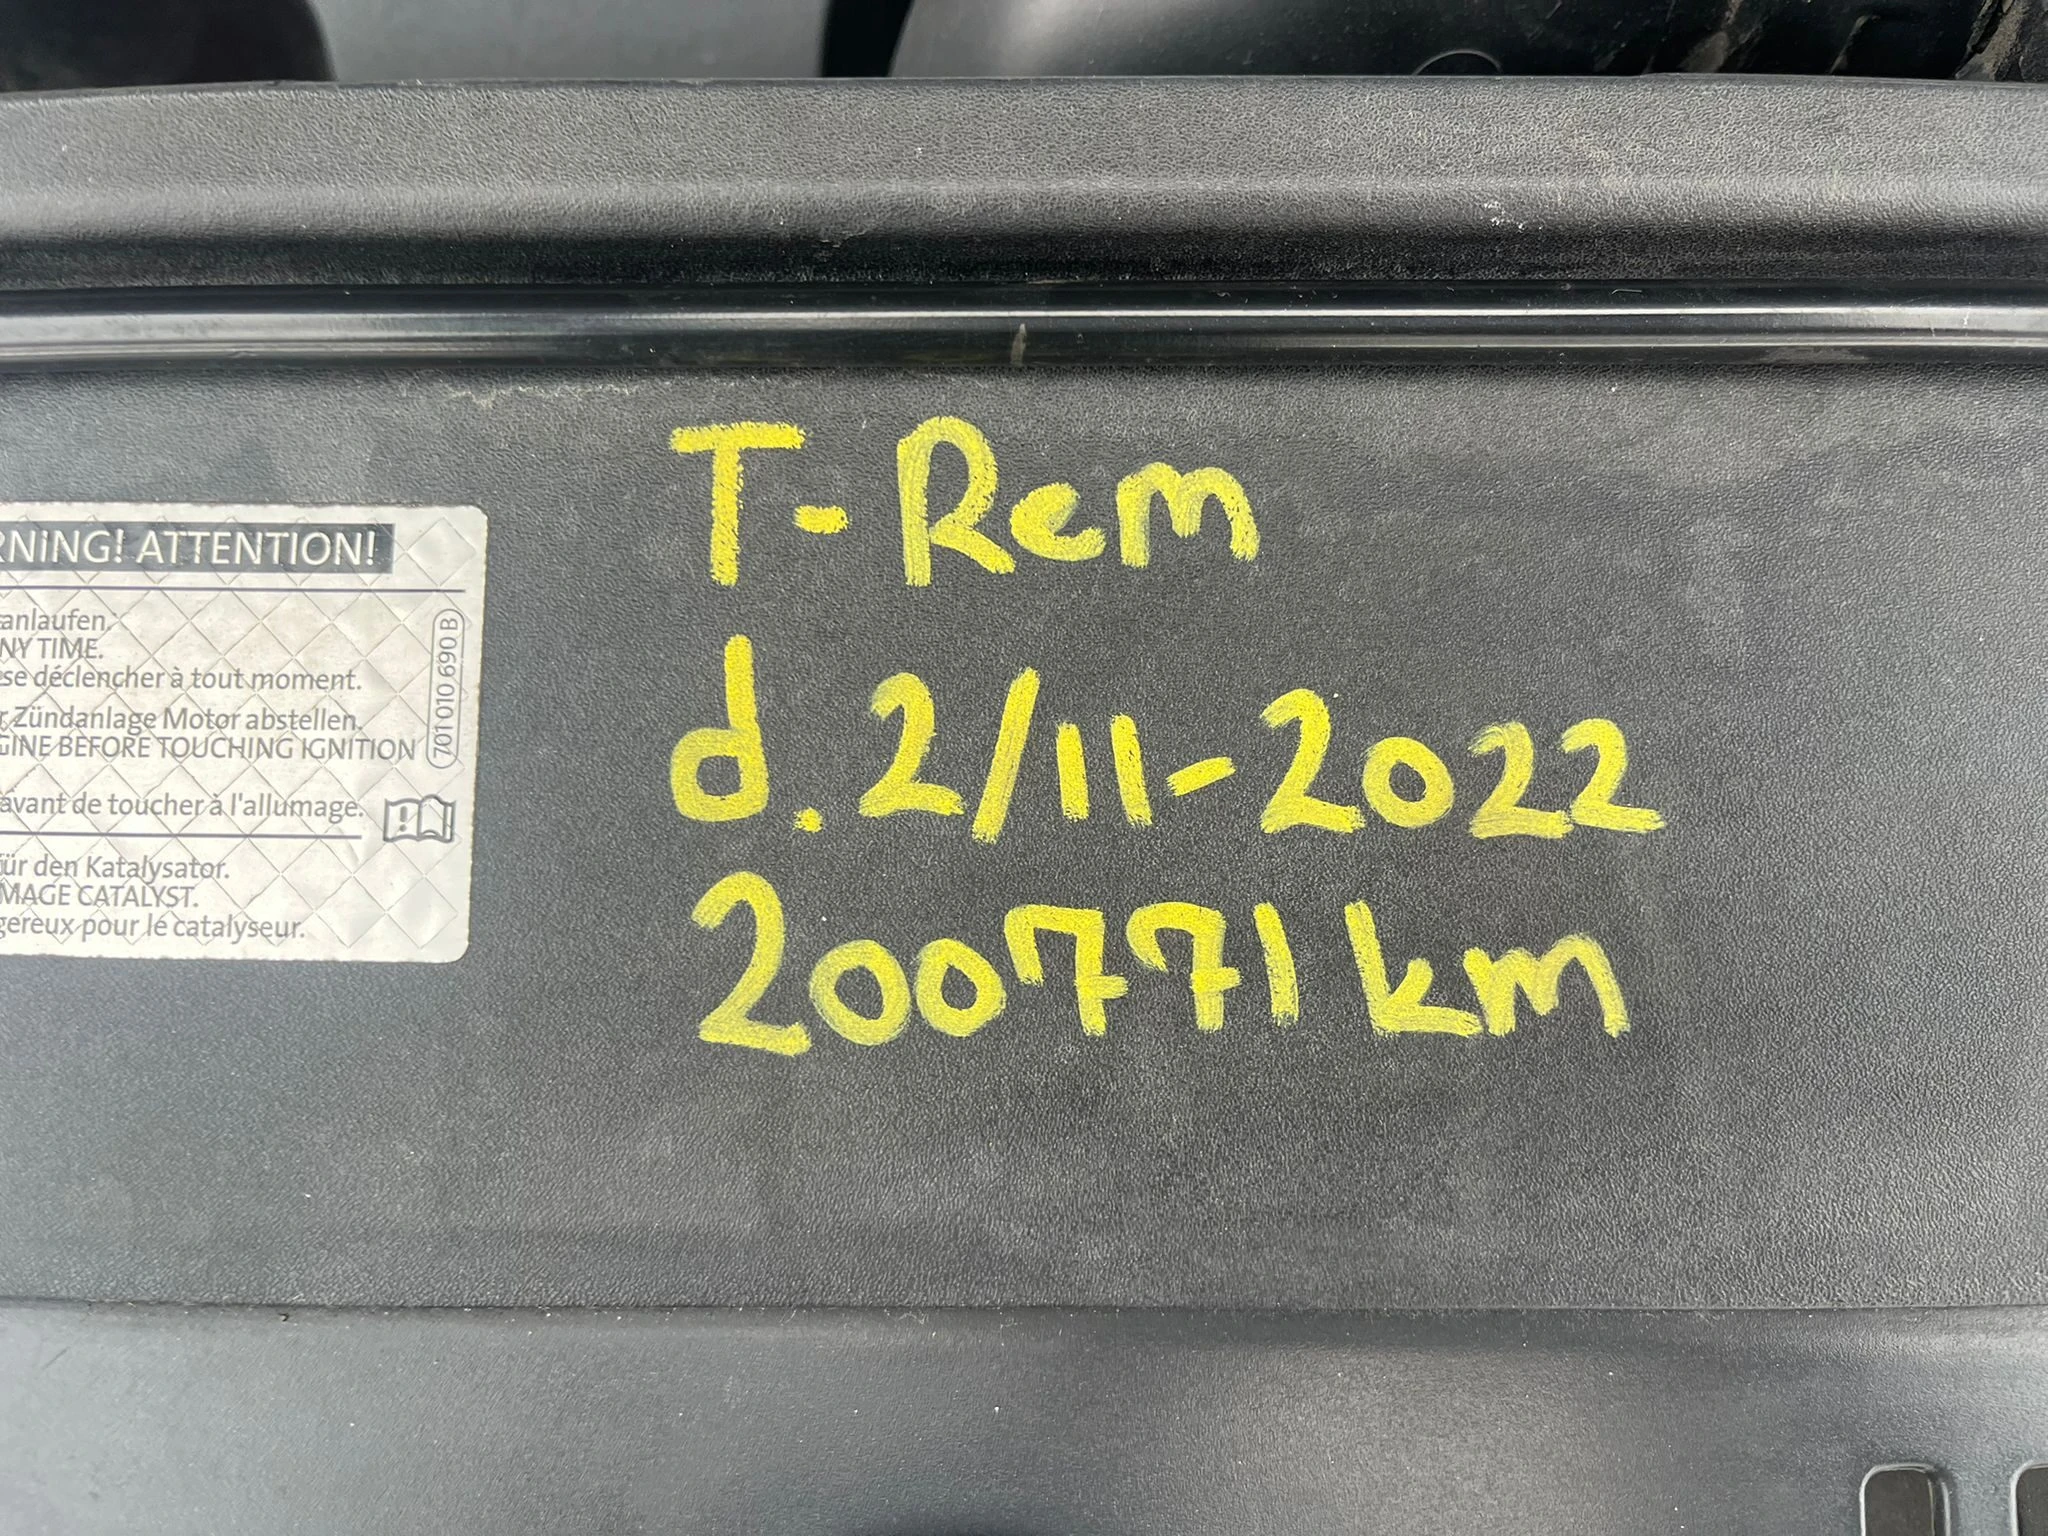 T-Rem
d. 2/11-2022
200771 km
RNiNG! ATTENTION!
anlaufen.
NY TIME.
se déclencher à tout moment.
r Zündanlage Motor abstellen.
GINE BEFORE TOUCHING IGNITION
avant de toucher à l'allumage.
ür den Katalysator.
MAGE CATALYST.
gereux pour le catalyseur.
701 010 690 B